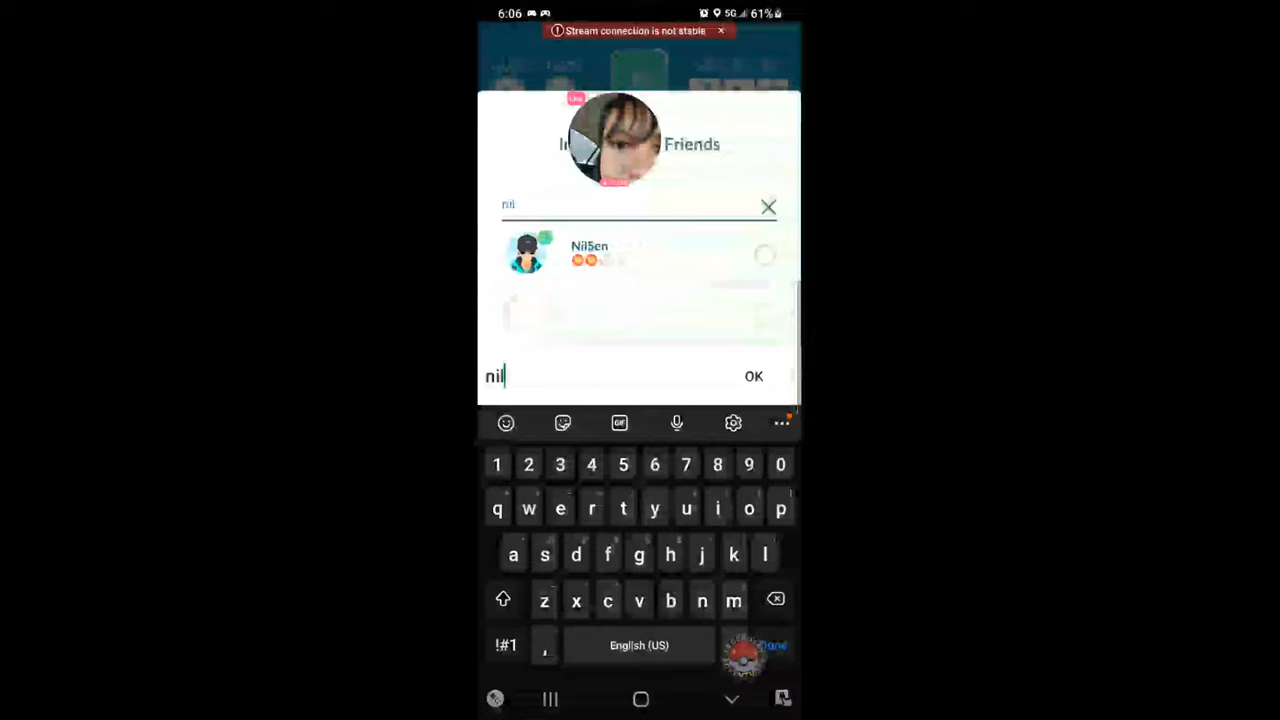 6:06 5G 61%
Stream connection is not stable ×
Friends
nil
Nil5en
nil OK
GIF
1 2 3 4 5 6 7 8 9 0
q w e r t y u i o p
a s d f g h j k l
z x c v b n m
!#1 , English (US)